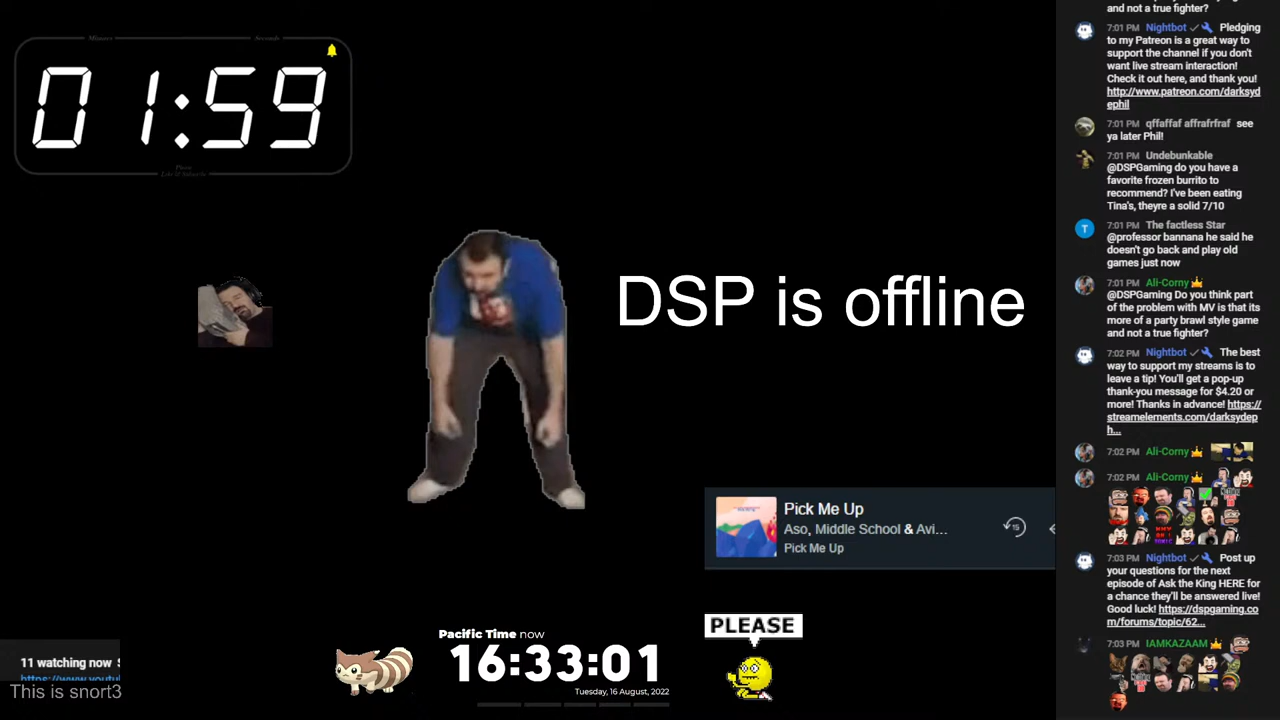 Minutes
Seconds
01:59
Please
Like & Subscribe
DSP is offline
Pick Me Up
Aso, Middle School & Avi...
Pick Me Up
15
PLEASE
Pacific Time now
16:33:01
Tuesday, 16 August, 2022
11 watching now S
https://www.youtu
This is snort3
and not a true fighter?
7:01 PM Nightbot Pledging
to my Patreon is a great way to
support the channel if you don't
want live stream interaction!
Check it out here, and thank you!
http://www.patreon.com/darksyd
ephil
7:01 PM qffaffaf affrafrfraf see
ya later Phil!
7:01 PM Undebunkable
@DSPGaming do you have a
favorite frozen burrito to
recommend? I've been eating
Tina's, theyre a solid 7/10
T
7:01 PM The factless Star
@professor bannana he said he
doesn't go back and play old
games just now
7:01 PM Ali-Corny
@DSPGaming Do you think part
of the problem with MV is that its
more of a party brawl style game
and not a true fighter?
7:02 PM Nightbot The best
way to support my streams is to
leave a tip! You'll get a pop-up
thank-you message for $4.20 or
more! Thanks in advance! https://
streamelements.com/darksydep
h...
7:02 PM Ali-Corny
7:02 PM Ali-Corny
7:03 PM Nightbot Post up
your questions for the next
episode of Ask the King HERE for
a chance they'll be answered live!
Good luck! https://dspgaming.co
m/forums/topic/62...
7:03 PM IAMKAZAAM